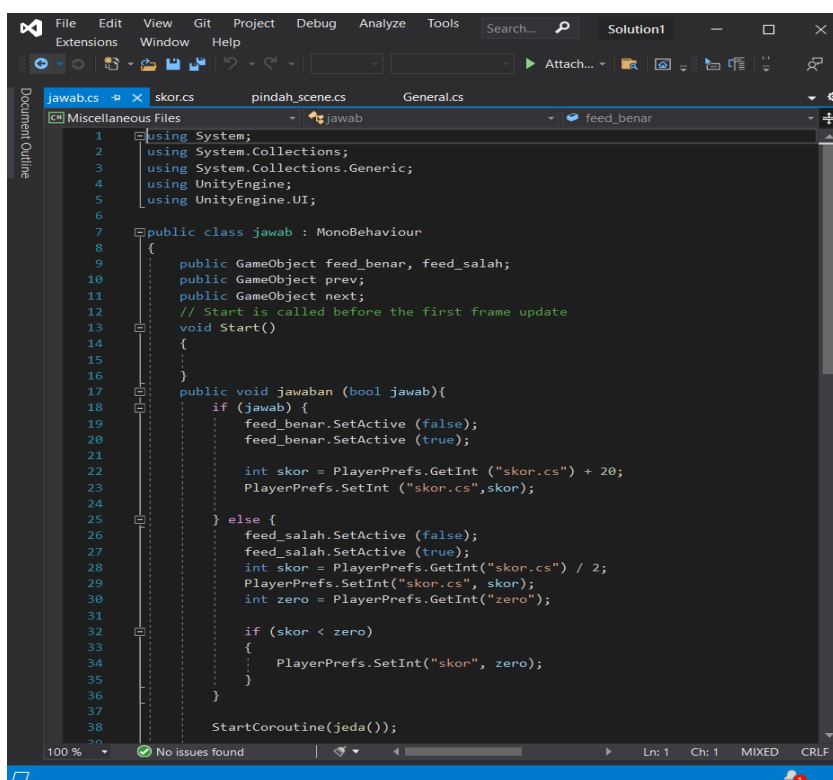 File Edit View Git Project Debug Analyze Tools Search... Solution1
Extensions Window Help
Attach...
Document Outline
jawab.cs skor.cs pindah_scene.cs General.cs
C# Miscellaneous Files jawab feed_benar
1 using System;
2 using System.Collections;
3 using System.Collections.Generic;
4 using UnityEngine;
5 using UnityEngine.UI;
6
7 public class jawab : MonoBehaviour
8 {
9 public GameObject feed_benar, feed_salah;
10 public GameObject prev;
11 public GameObject next;
12 // Start is called before the first frame update
13 void Start()
14 {
15
16 }
17 public void jawaban (bool jawab){
18 if (jawab) {
19 feed_benar.SetActive (false);
20 feed_benar.SetActive (true);
21
22 int skor = PlayerPrefs.GetInt ("skor.cs") + 20;
23 PlayerPrefs.SetInt ("skor.cs",skor);
24
25 } else {
26 feed_salah.SetActive (false);
27 feed_salah.SetActive (true);
28 int skor = PlayerPrefs.GetInt("skor.cs") / 2;
29 PlayerPrefs.SetInt("skor.cs", skor);
30 int zero = PlayerPrefs.GetInt("zero");
31
32 if (skor < zero)
33 {
34 PlayerPrefs.SetInt("skor", zero);
35 }
36 }
37
38 StartCoroutine(jeda());
100 % No issues found Ln: 1 Ch: 1 MIXED CRLF